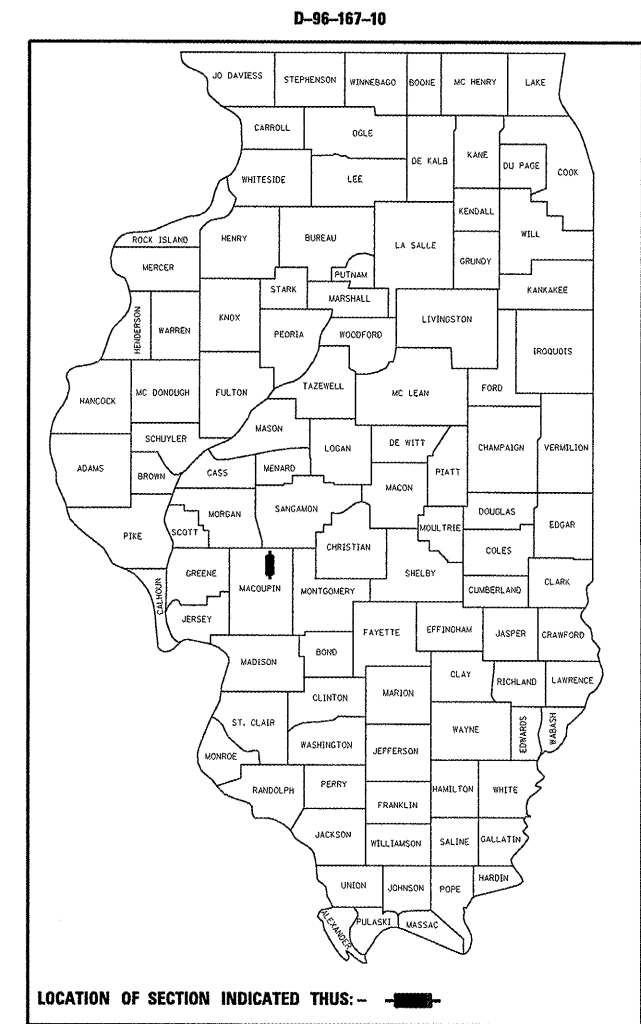 D-96-167-10
JO DAVIESS STEPHENSON WINNEBAGO BOONE MC HENRY LAKE
CARROLL OGLE DE KALB KANE DU PAGE COOK
WHITESIDE LEE
KENDALL
ROCK ISLAND HENRY BUREAU LA SALLE WILL
MERCER PUTNAM GRUNDY
STARK MARSHALL KANKAKEE
HENDERSON WARREN KNOX PEORIA WOODFORD LIVINGSTON IROQUOIS
HANCOCK MC DONOUGH FULTON TAZEWELL MC LEAN FORD
MASON
SCHUYLER LOGAN DE WITT CHAMPAIGN VERMILION
ADAMS BROWN CASS MENARD MACON PIATT
MORGAN SANGAMON DOUGLAS
PIKE SCOTT CHRISTIAN MOULTRIE COLES EDGAR
CALHOUN GREENE MACOUPIN MONTGOMERY SHELBY CUMBERLAND CLARK
JERSEY FAYETTE EFFINGHAM JASPER CRAWFORD
MADISON BOND
CLAY RICHLAND LAWRENCE
CLINTON MARION
ST. CLAIR WAYNE EDWARDS WABASH
MONROE WASHINGTON JEFFERSON
RANDOLPH PERRY HAMILTON WHITE
FRANKLIN
JACKSON WILLIAMSON SALINE GALLATIN
UNION JOHNSON POPE HARDIN
ALEXANDER PULASKI MASSAC
LOCATION OF SECTION INDICATED THUS:-